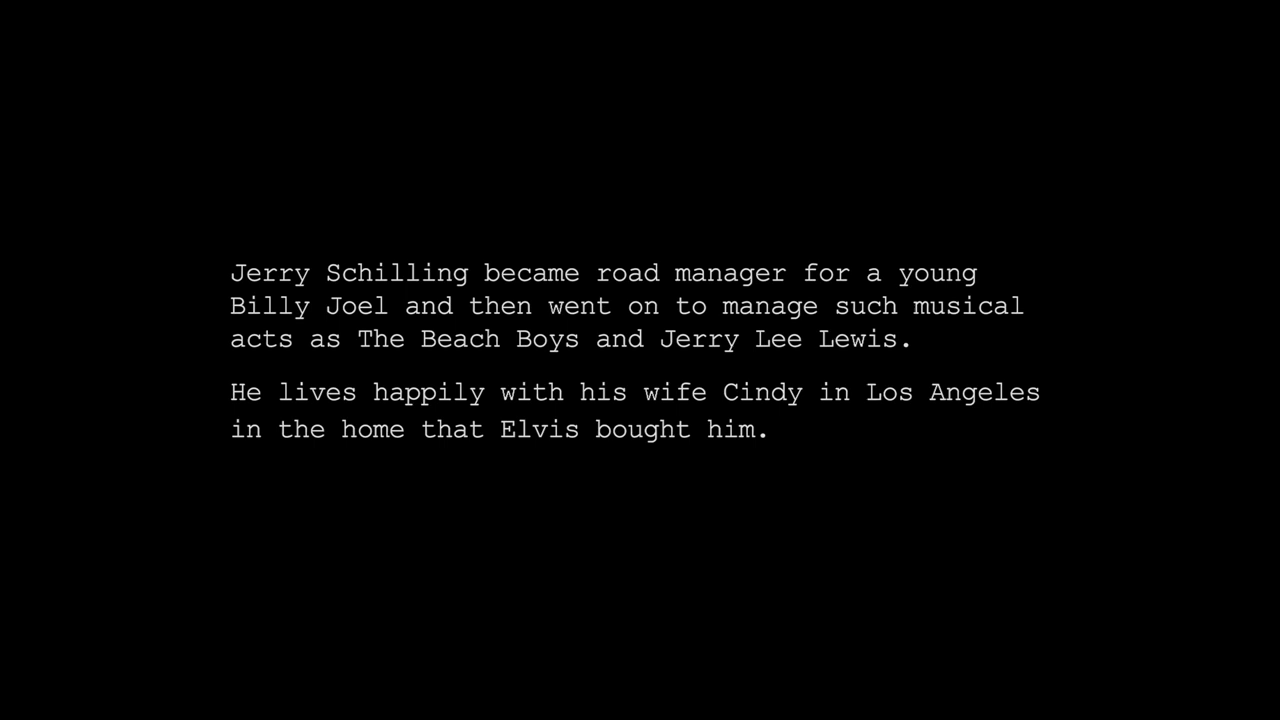 Jerry Schilling became road manager for a young
Billy Joel and then went on to manage such musical
acts as The Beach Boys and Jerry Lee Lewis.
He lives happily with his wife Cindy in Los Angeles
in the home that Elvis bought him.